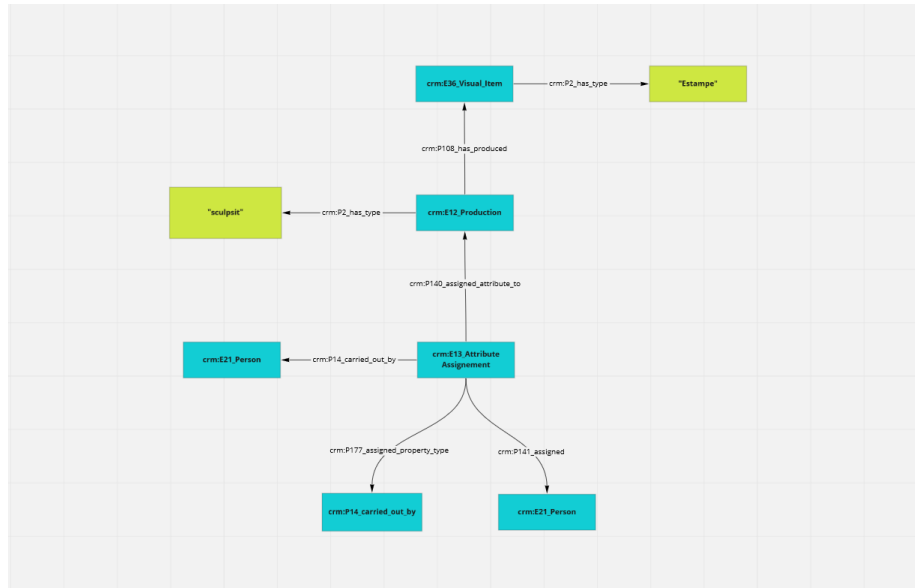 crm:E36_Visual_Item
crm:P2_has_type
"Estampe"
crm:P108_has_produced
"sculpsit"
crm:P2_has_type
crm:E12_Production
crm:P140_assigned_attribute_to
crm:E21_Person
crm:P14_carried_out_by
crm:E13_Attribute
Assignement
crm:P177_assigned_property_type
crm:P141_assigned
crm:P14_carried_out_by
crm:E21_Person